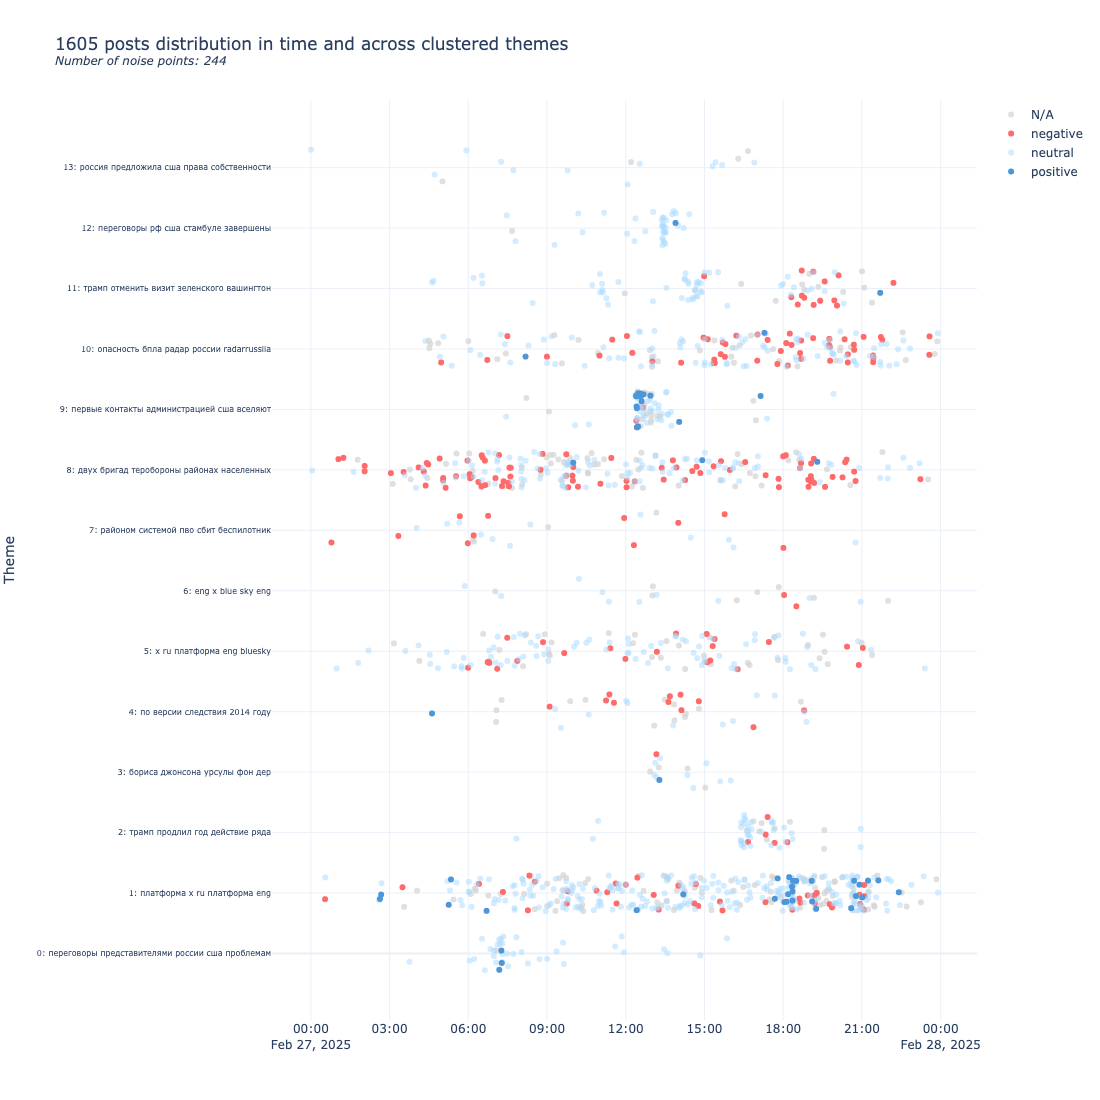 1605 posts distribution in time and across clustered themes
Number of noise points: 244
N/A
negative
neutral
positive
13: россия предложила сша права собственности
12: переговоры рф сша стамбуле завершены
11: трамп отменить визит зеленского вашингтон
10: опасность бпла радар россии radarrussiia
9: первые контакты администрацией сша вселяют
8: двух бригад теробороны районах населенных
7: районом системой пво сбит беспилотник
6: eng x blue sky eng
5: x ru платформа eng bluesky
4: по версии следствия 2014 году
3: бориса джонсона урсулы фон дер
2: трамп продлил год действие ряда
1: платформа x ru платформа eng
0: переговоры представителями россии сша проблемам
Theme
00:00 03:00 06:00 09:00 12:00 15:00 18:00 21:00 00:00
Feb 27, 2025 Feb 28, 2025